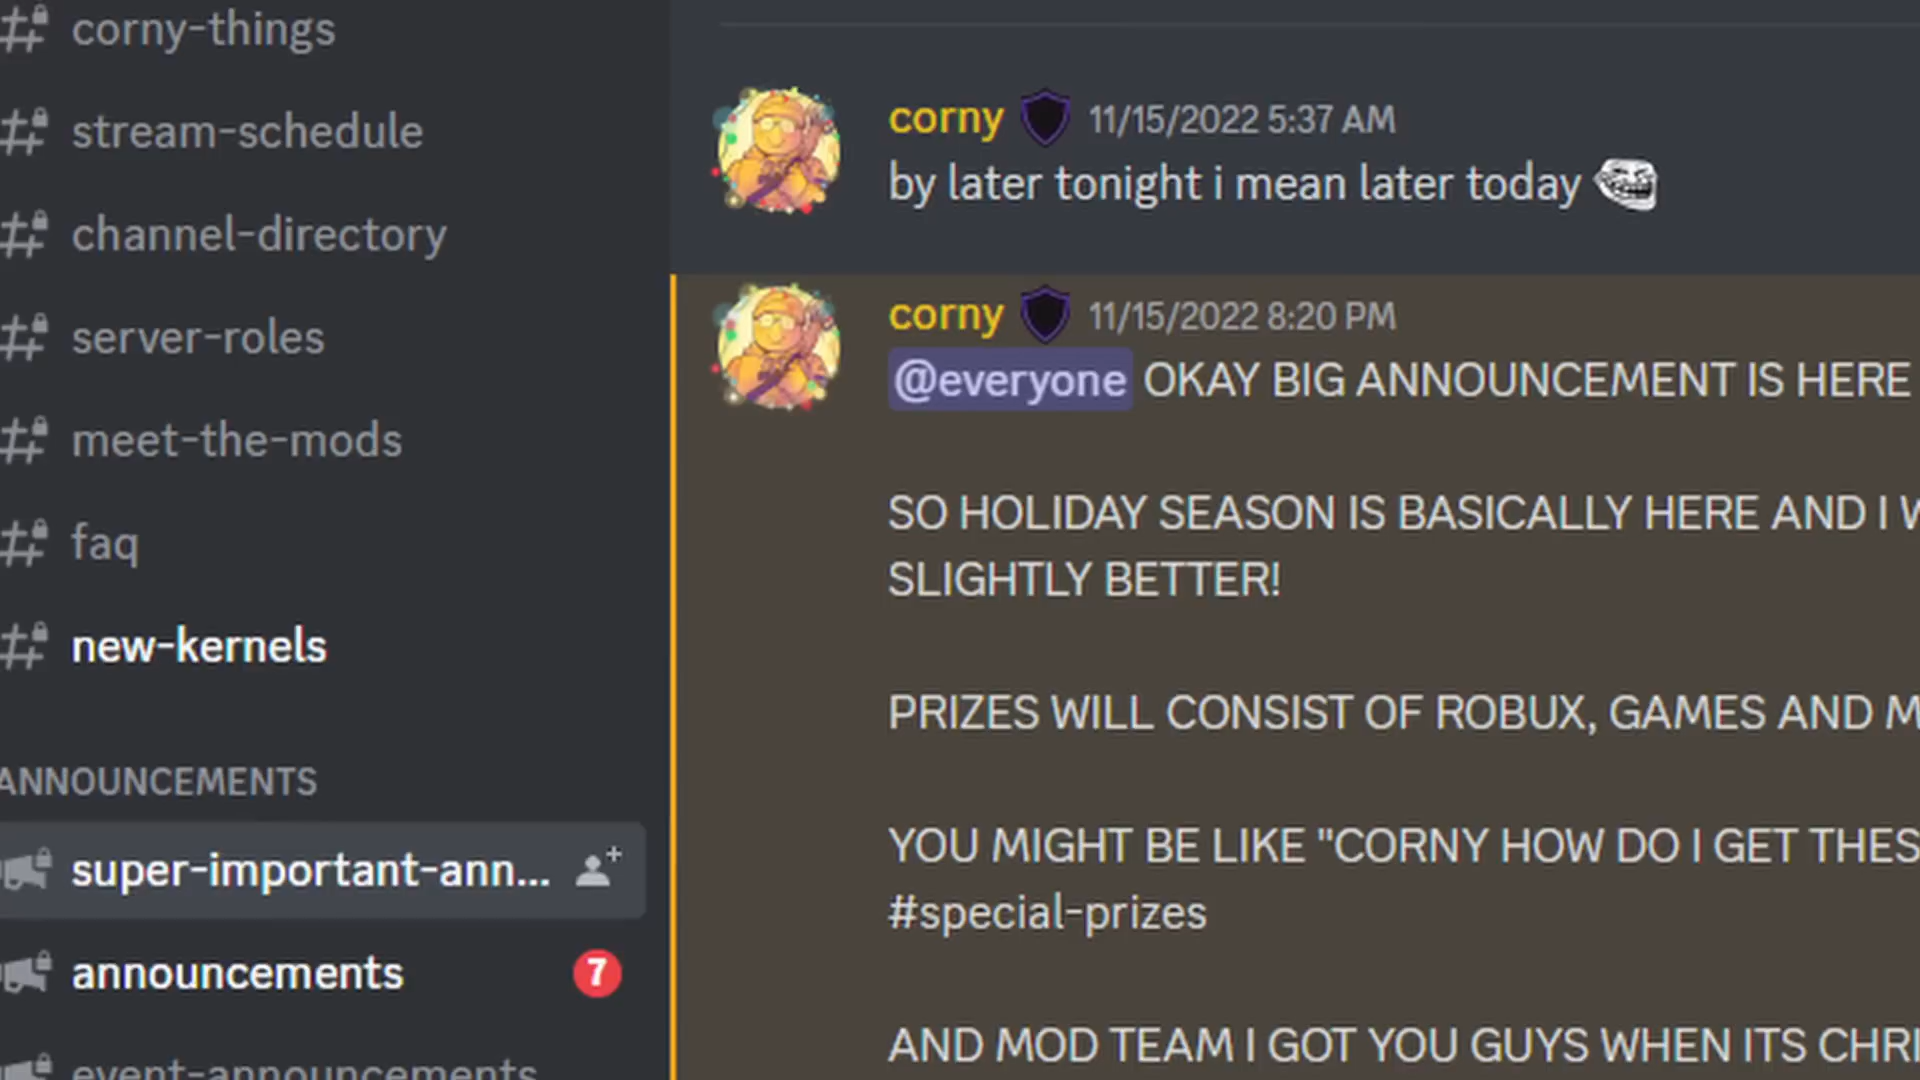 corny-things
stream-schedule
channel-directory
server-roles
meet-the-mods
faq
new-kernels
ANNOUNCEMENTS
super-important-ann...
announcements 7
event-announcements
corny 11/15/2022 5:37 AM
by later tonight i mean later today
corny 11/15/2022 8:20 PM
@everyone OKAY BIG ANNOUNCEMENT IS HERE
SO HOLIDAY SEASON IS BASICALLY HERE AND I
SLIGHTLY BETTER!
PRIZES WILL CONSIST OF ROBUX, GAMES AND
YOU MIGHT BE LIKE "CORNY HOW DO I GET THES
#special-prizes
AND MOD TEAM I GOT YOU GUYS WHEN ITS CHRI